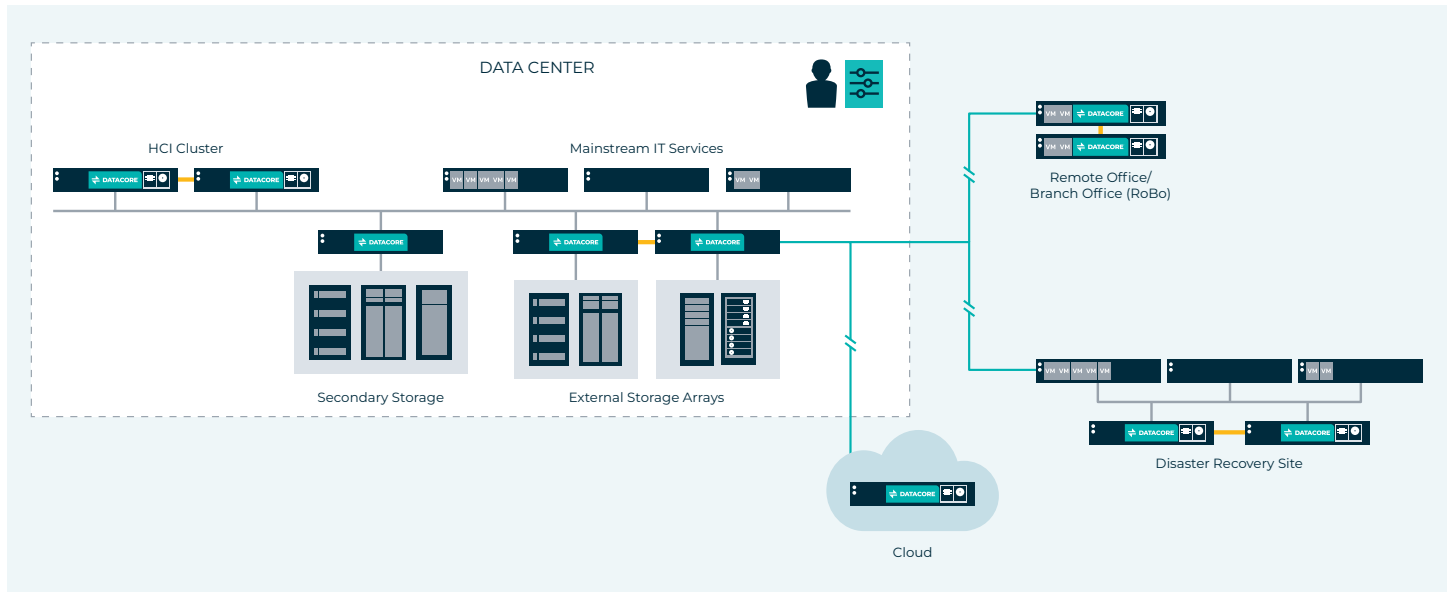 DATA CENTER
HCI Cluster
Mainstream IT Services
DATACORE
DATACORE
VM VM VM VM VM
VM VM
DATACORE
DATACORE
DATACORE
Secondary Storage
External Storage Arrays
VM VM DATACORE
VM VM DATACORE
Remote Office/
Branch Office (RoBo)
VM VM VM VM VM
VM VM
DATACORE
DATACORE
Disaster Recovery Site
DATACORE
Cloud